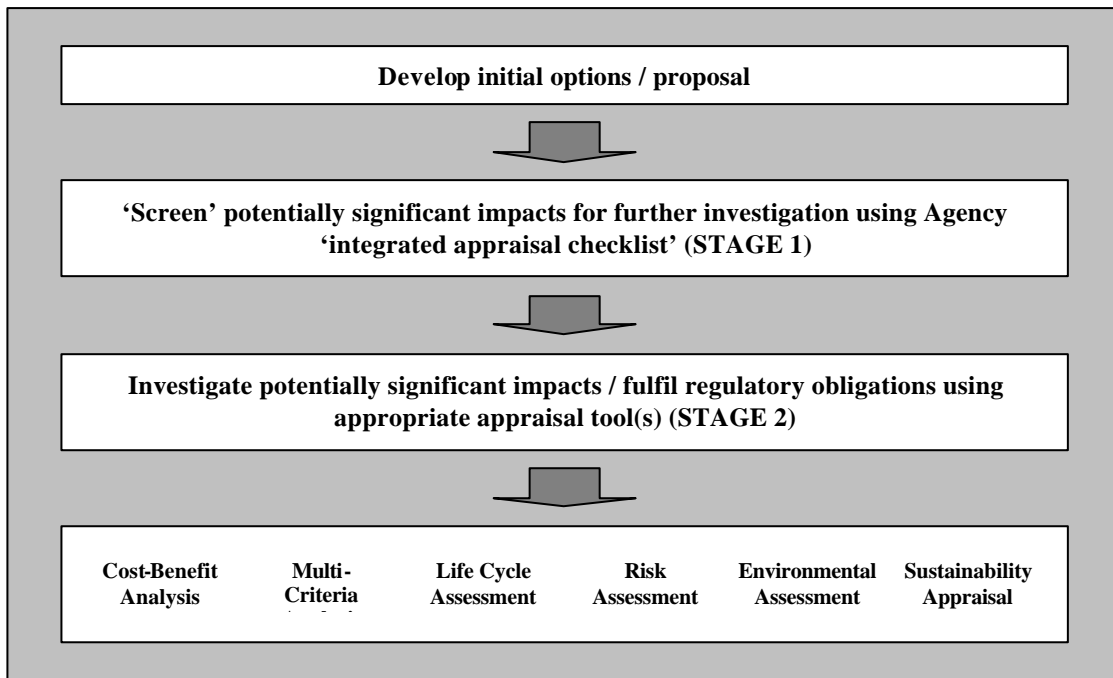 Develop initial options / proposal
‘Screen’ potentially significant impacts for further investigation using Agency
‘integrated appraisal checklist’ (STAGE 1)
Investigate potentially significant impacts / fulfil regulatory obligations using
appropriate appraisal tool(s) (STAGE 2)
Cost-Benefit
Analysis
Multi-
Criteria
Life Cycle
Assessment
Risk
Assessment
Environmental
Assessment
Sustainability
Appraisal